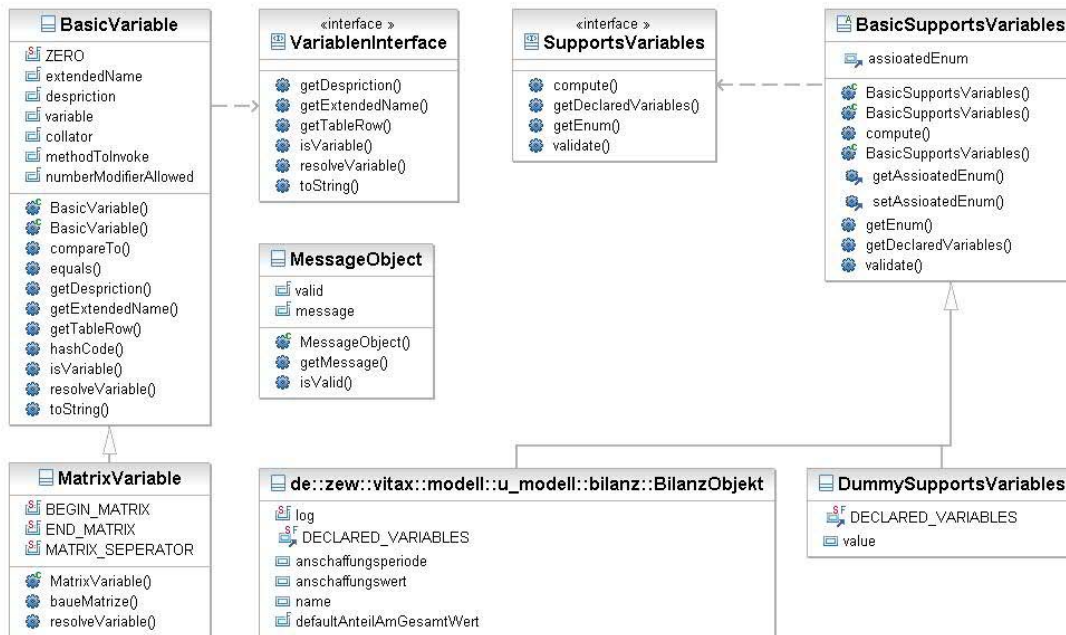 BasicVariable
ZERO
extendedName
despription
variable
collator
methodToInvoke
numberModifierAllowed
BasicVariable()
BasicVariable()
compareTo()
equals()
getDespription()
getExtendedName()
getTableRow()
hashCode()
isVariable()
resolveVariable()
toString()
«interface »
VariablenInterface
getDespription()
getExtendedName()
getTableRow()
isVariable()
resolveVariable()
toString()
«interface »
SupportsVariables
compute()
getDeclaredVariables()
getEnum()
validate()
BasicSupportsVariables
assioatedEnum
BasicSupportsVariables()
BasicSupportsVariables()
compute()
BasicSupportsVariables()
getAssioatedEnum()
setAssioatedEnum()
getEnum()
getDeclaredVariables()
validate()
MessageObject
valid
message
MessageObject()
getMessage()
isValid()
MatrixVariable
BEGIN_MATRIX
END_MATRIX
MATRIX_SEPERATOR
MatrixVariable()
baueMatrize()
resolveVariable()
de::zew::vitax::modell::u_modell::bilanz::BilanzObjekt
log
DECLARED_VARIABLES
anschaffungsperiode
anschaffungswert
name
defaultAnteilAmGesamtWert
DummySupportsVariables
DECLARED_VARIABLES
value